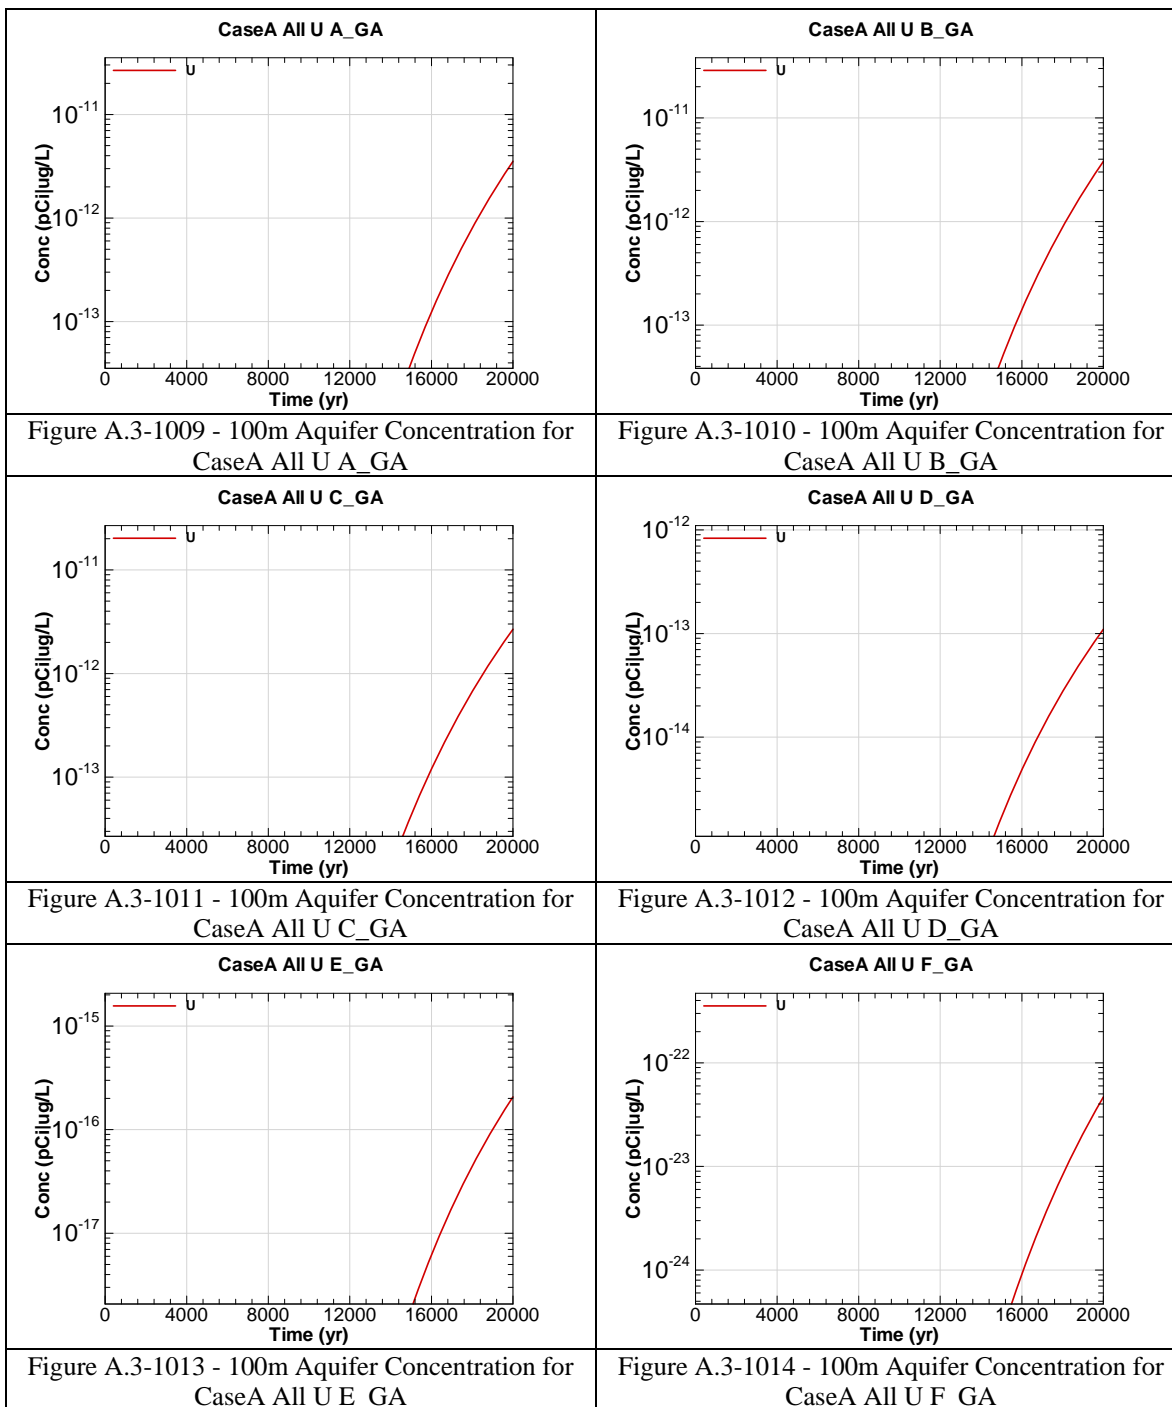 CaseA All U A_GA
U
10-11
10-12
10-13
Conc (pCi|ug/L)
0 4000 8000 12000 16000 20000
Time (yr)
Figure A.3-1009 - 100m Aquifer Concentration for
CaseA All U A_GA
CaseA All U B_GA
U
10-11
10-12
10-13
Conc (pCi|ug/L)
0 4000 8000 12000 16000 20000
Time (yr)
Figure A.3-1010 - 100m Aquifer Concentration for
CaseA All U B_GA
CaseA All U C_GA
U
10-11
10-12
10-13
Conc (pCi|ug/L)
0 4000 8000 12000 16000 20000
Time (yr)
Figure A.3-1011 - 100m Aquifer Concentration for
CaseA All U C_GA
CaseA All U D_GA
U
10-12
10-13
10-14
Conc (pCi|ug/L)
0 4000 8000 12000 16000 20000
Time (yr)
Figure A.3-1012 - 100m Aquifer Concentration for
CaseA All U D_GA
CaseA All U E_GA
U
10-15
10-16
10-17
Conc (pCi|ug/L)
0 4000 8000 12000 16000 20000
Time (yr)
Figure A.3-1013 - 100m Aquifer Concentration for
CaseA All U E_GA
CaseA All U F_GA
U
10-22
10-23
10-24
Conc (pCi|ug/L)
0 4000 8000 12000 16000 20000
Time (yr)
Figure A.3-1014 - 100m Aquifer Concentration for
CaseA All U F_GA